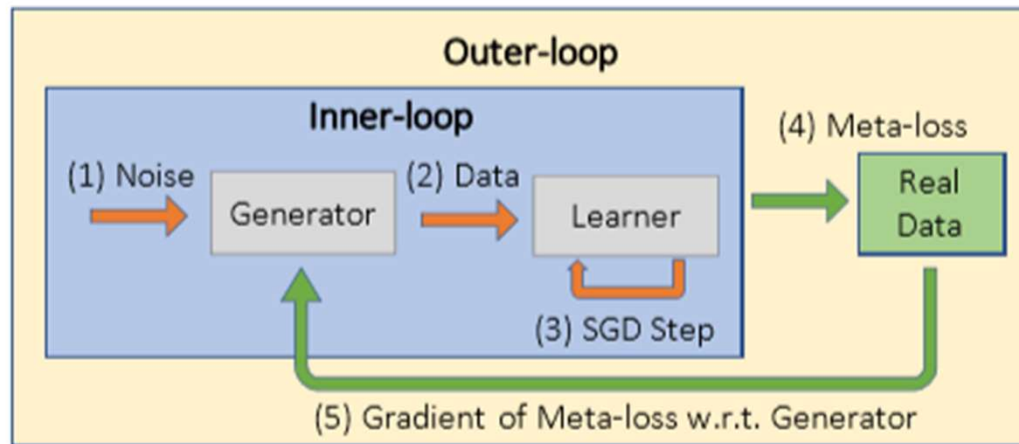 Outer-loop
Inner-loop
(1) Noise
Generator
(2) Data
Learner
(3) SGD Step
(4) Meta-loss
Real
Data
(5) Gradient of Meta-loss w.r.t. Generator